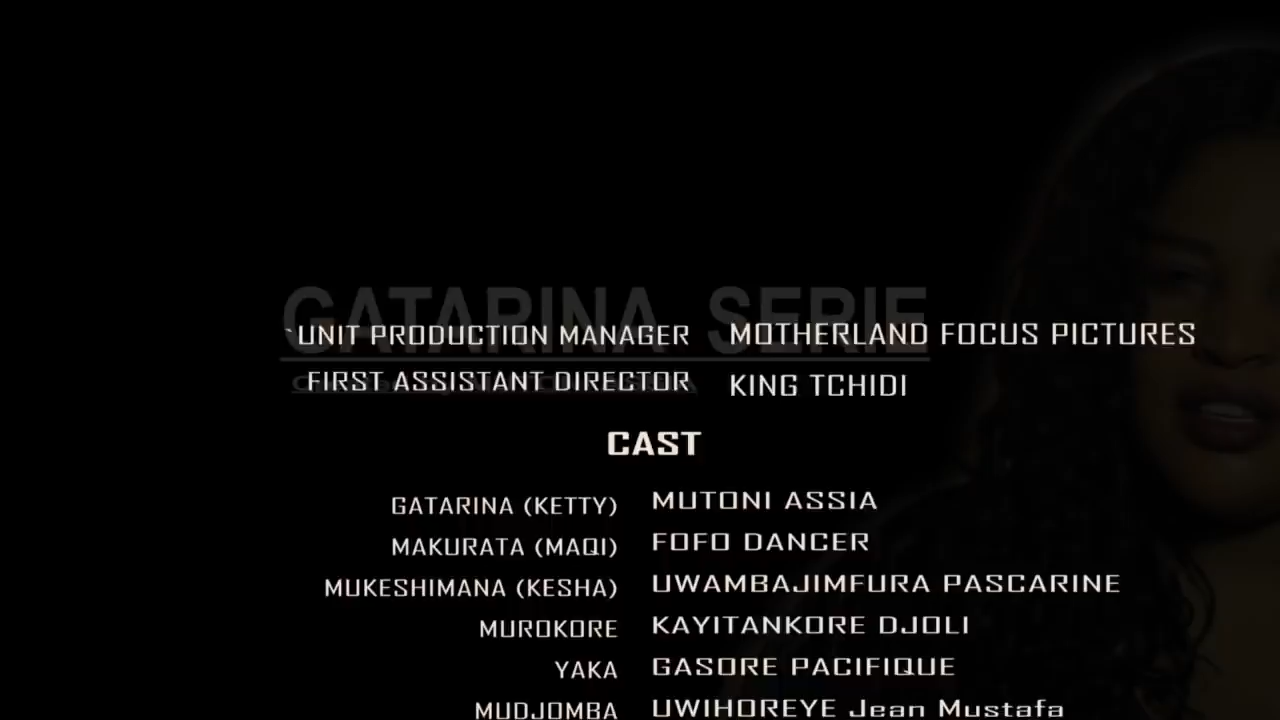 GATARINA SERIE
`UNIT PRODUCTION MANAGER MOTHERLAND FOCUS PICTURES
FIRST ASSISTANT DIRECTOR KING TCHIDI
CAST
GATARINA (KETTY) MUTONI ASSIA
MAKURATA (MAQI) FOFO DANCER
MUKESHIMANA (KESHA) UWAMBAJIMFURA PASCARINE
MUROKORE KAYITANKORE DJOLI
YAKA GASORE PACIFIQUE
MUDJOMBA UWIHOREYE Jean Mustafa